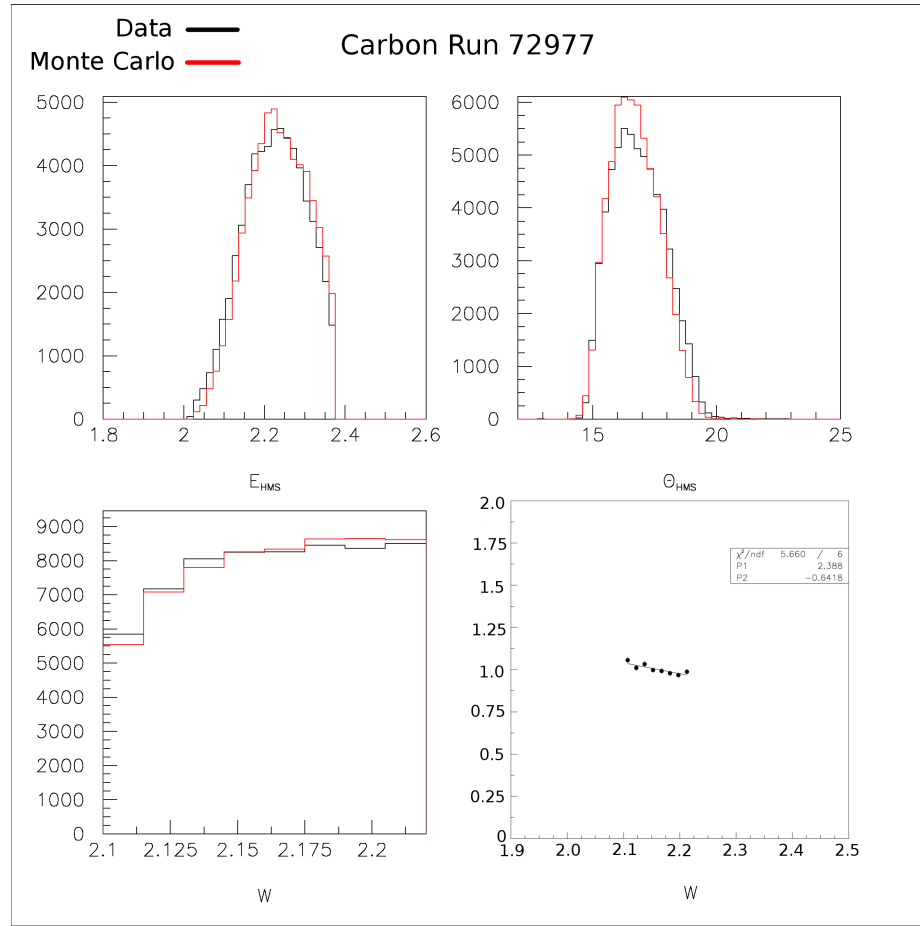 Data
Monte Carlo
Carbon Run 72977
5000
4000
3000
2000
1000
0
1.8 2 2.2 2.4 2.6
E_HMS
6000
5000
4000
3000
2000
1000
0
15 20 25
Θ_HMS
9000
8000
7000
6000
5000
4000
3000
2000
1000
0
2.1 2.125 2.15 2.175 2.2
W
2.0
1.75
1.5
1.25
1.0
0.75
0.5
0.25
0
1.9 2.0 2.1 2.2 2.3 2.4 2.5
W
χ²/ndf 5.660 / 6
P1 2.388
P2 −0.6418